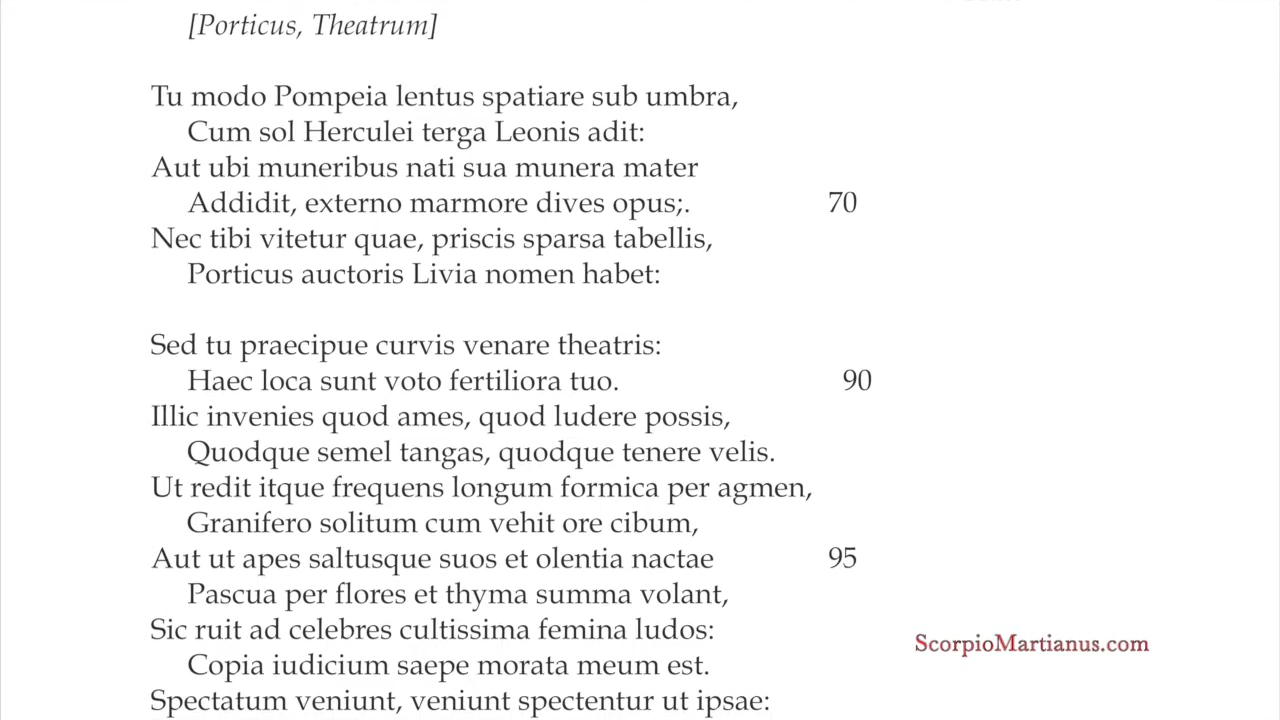 [Porticus, Theatrum]
Tu modo Pompeia lentus spatiare sub umbra,
Cum sol Herculei terga Leonis adit:
Aut ubi muneribus nati sua munera mater
Addidit, externo marmore dives opus;. 70
Nec tibi vitetur quae, priscis sparsa tabellis,
Porticus auctoris Livia nomen habet:
Sed tu praecipue curvis venare theatris:
Haec loca sunt voto fertiliora tuo. 90
Illic invenies quod ames, quod ludere possis,
Quodque semel tangas, quodque tenere velis.
Ut redit itque frequens longum formica per agmen,
Granifero solitum cum vehit ore cibum,
Aut ut apes saltusque suos et olentia nactae 95
Pascua per flores et thyma summa volant,
Sic ruit ad celebres cultissima femina ludos:
ScorpioMartianus.com
Copia iudicium saepe morata meum est.
Spectatum veniunt, veniunt spectentur ut ipsae: